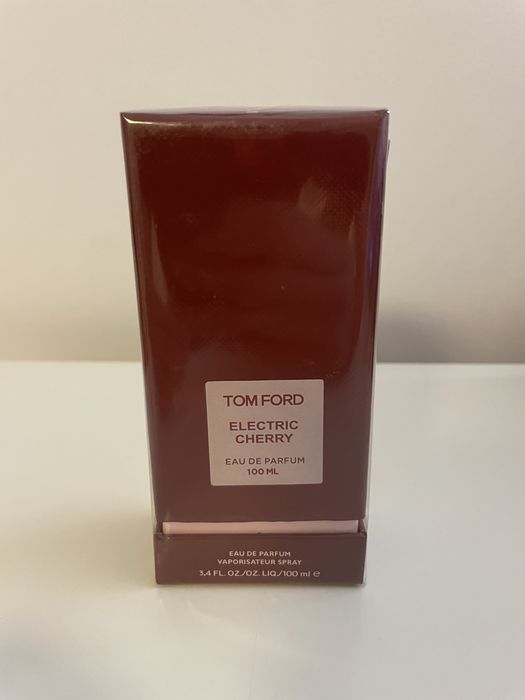 TOM FORD
ELECTRIC
CHERRY
EAU DE PARFUM
100 ML
EAU DE PARFUM
VAPORISATEUR SPRAY
3.4 FL. OZ./OZ. LIQ./100 ml ℮